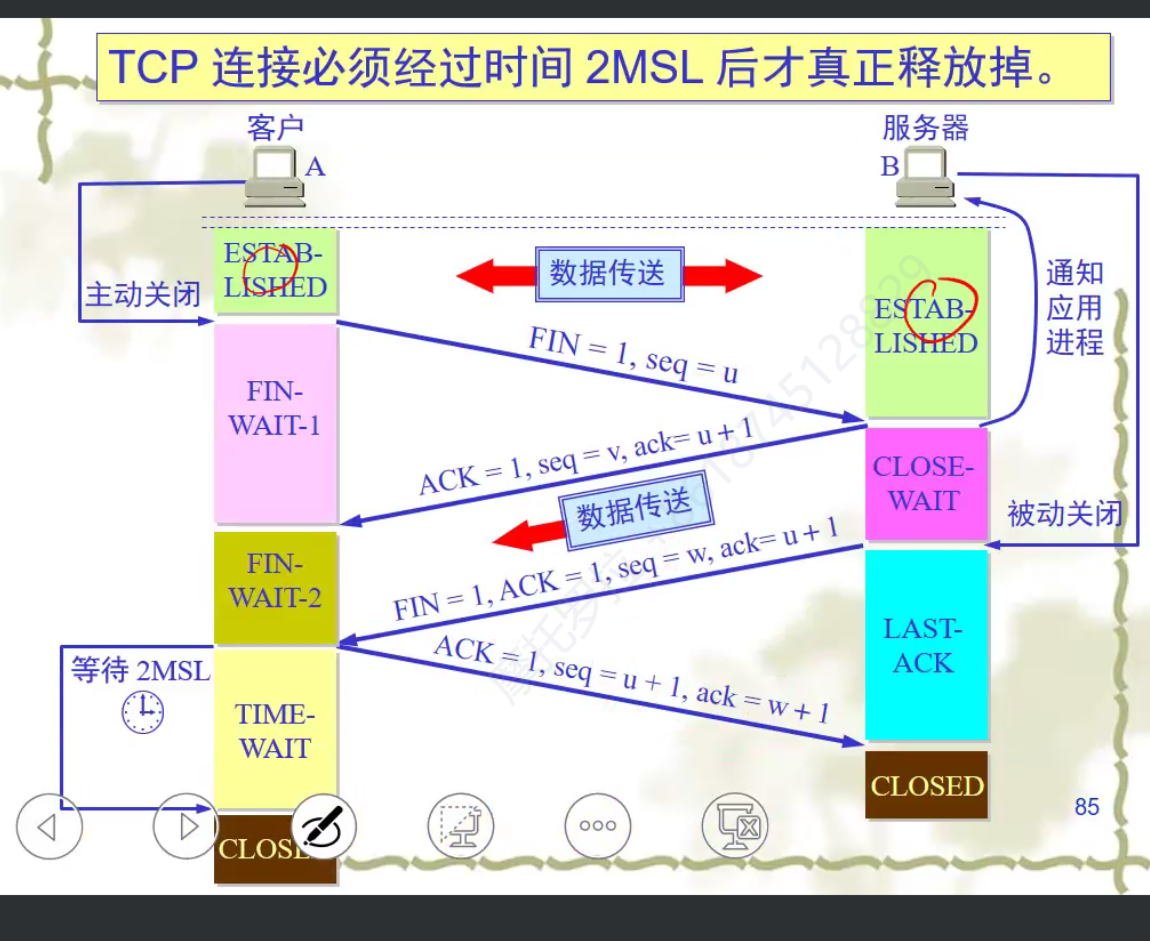 TCP 连接必须经过时间 2MSL 后才真正释放掉。
客户
服务器
A
B
ESTAB-
LISHED
数据传送
ESTAB-
LISHED
通知
应用
进程
主动关闭
FIN = 1, seq = u
FIN-
WAIT-1
ACK = 1, seq = v, ack= u + 1
CLOSE-
WAIT
数据传送
被动关闭
FIN = 1, ACK = 1, seq = w, ack= u + 1
FIN-
WAIT-2
ACK = 1, seq = u + 1, ack = w + 1
LAST-
ACK
等待 2MSL
TIME-
WAIT
CLOSED
85